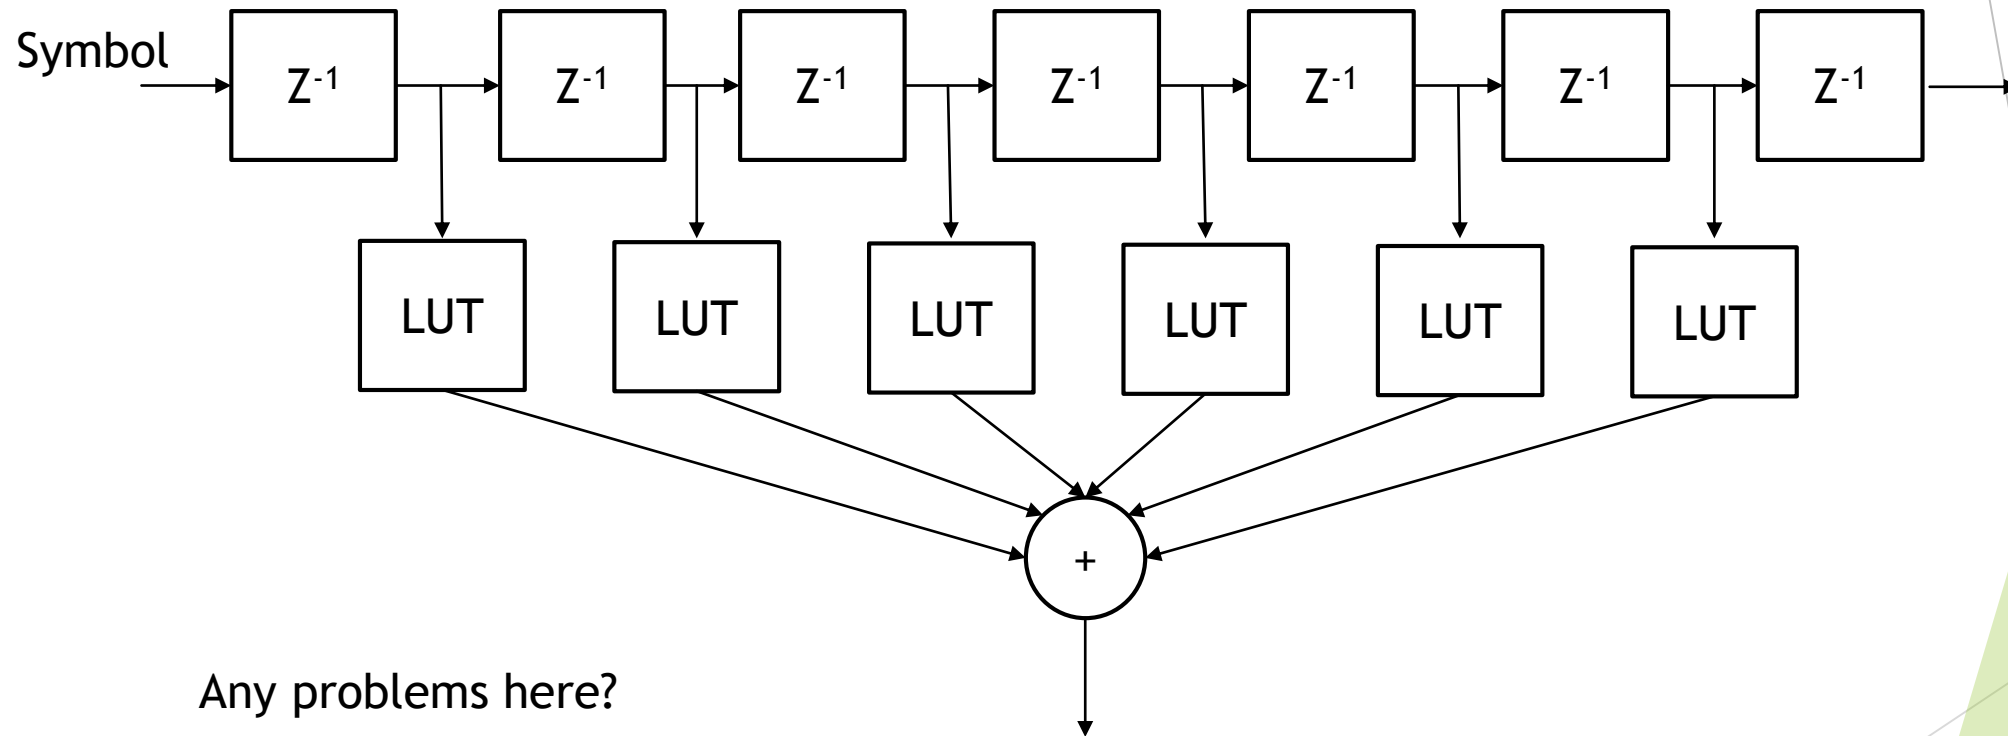 Symbol
Z-1 Z-1 Z-1 Z-1 Z-1 Z-1 Z-1
LUT LUT LUT LUT LUT LUT
+
Any problems here?